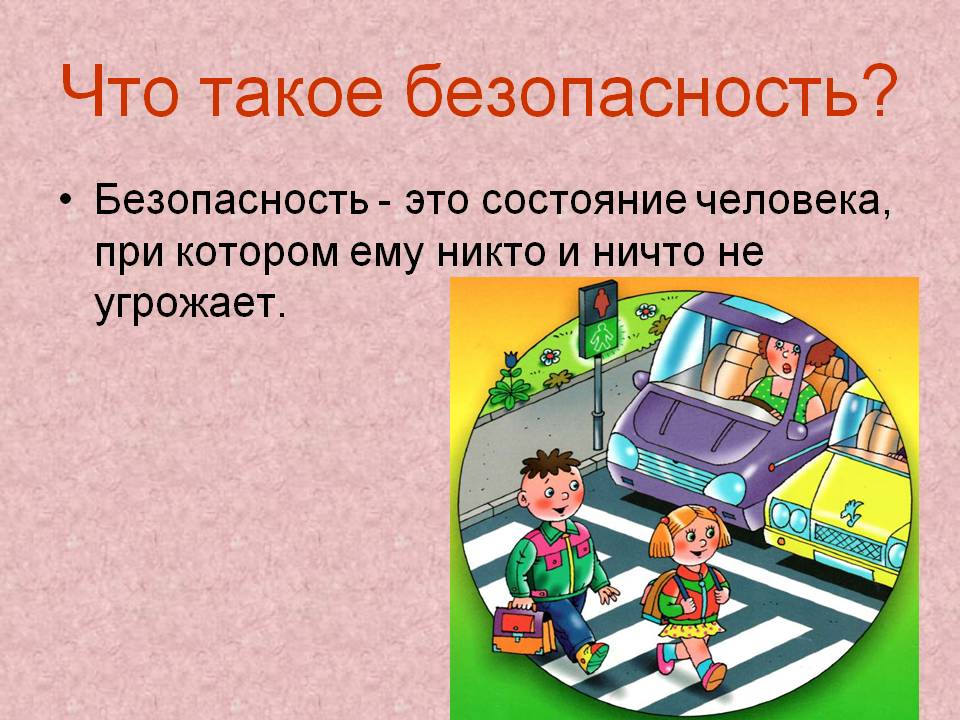 Что такое безопасность?
• Безопасность - это состояние человека,
при котором ему никто и ничто не
угрожает.